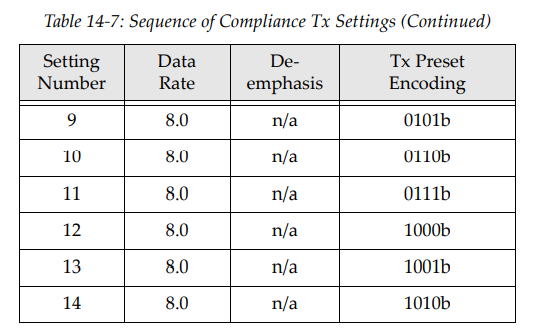 Table 14-7: Sequence of Compliance Tx Settings (Continued)
Setting Number Data Rate De-emphasis Tx Preset Encoding
9 8.0 n/a 0101b
10 8.0 n/a 0110b
11 8.0 n/a 0111b
12 8.0 n/a 1000b
13 8.0 n/a 1001b
14 8.0 n/a 1010b